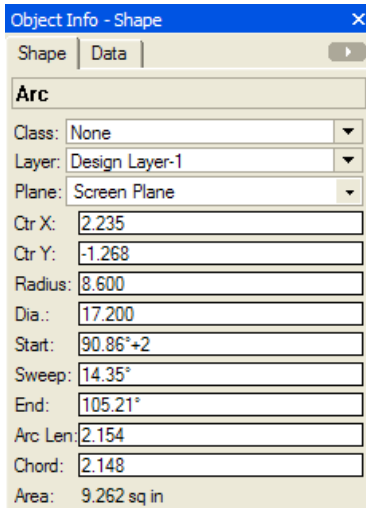 Object Info - Shape
Shape Data
Arc
Class: None
Layer: Design Layer-1
Plane: Screen Plane
Ctr X: 2.235
Ctr Y: -1.268
Radius: 8.600
Dia.: 17.200
Start: 90.86°+2
Sweep: 14.35°
End: 105.21°
Arc Len: 2.154
Chord: 2.148
Area: 9.262 sq in